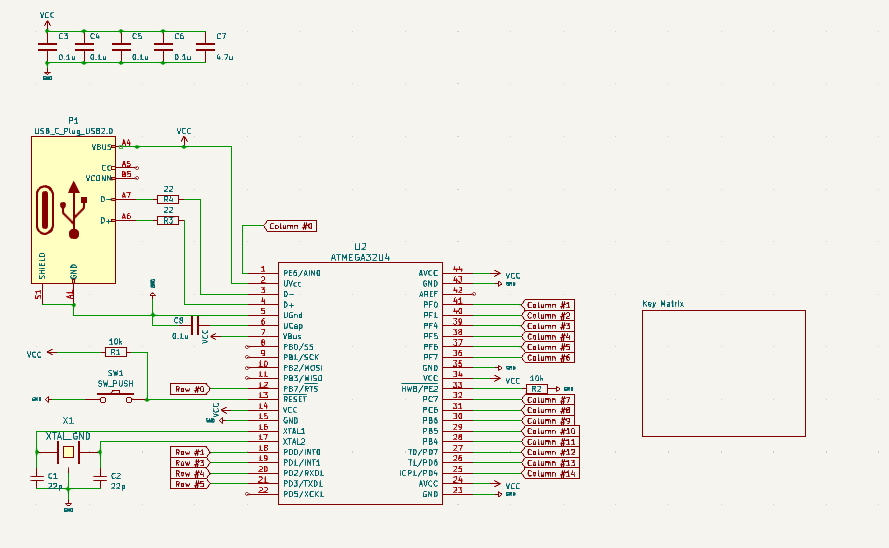 VCC
C3 C4 C5 C6 C7
0.1u 0.1u 0.1u 0.1u 4.7u
GND
P1
USB_C_Plug_USB2.0
VBUS A4
VCC
CC A5
VCONN B5
D- A7
22
R4
D+ A6
22
R3
SHIELD
GND
S1
A1
Column #0
U2
ATMEGA32U4
1 PE6/AIN0
2 UVcc
3 D-
4 D+
5 UGnd
6 UCap
7 VBus
8 PB0/SS
9 PB1/SCK
10 PB2/MOSI
11 PB3/MISO
12 PB7/RTS
13 RESET
14 VCC
15 GND
16 XTAL1
17 XTAL2
18 PD0/INT0
19 PD1/INT1
20 PD2/RXD1
21 PD3/TXD1
22 PD5/XCK1
AVCC 44 VCC
GND 43 GND
AREF 42
PF0 41 Column #1
PF1 40 Column #2
PF4 39 Column #3
PF5 38 Column #4
PF6 37 Column #5
PF7 36 Column #6
GND 35 GND
VCC 34 VCC
HWB/PE2 33 10k R2 GND
PC7 32 Column #7
PC6 31 Column #8
PB6 30 Column #9
PB5 29 Column #10
PB4 28 Column #11
TD/PD7 27 Column #12
T1/PD6 26 Column #13
ICP1/PD4 25 Column #14
AVCC 24 VCC
GND 23 GND
GND
C8
0.1u
VCC
10k
VCC R1
SW1
SW_PUSH
GND
Row #0
VCC
GND
X1
XTAL_GND
C1
22p
C2
22p
GND
Row #1
Row #3
Row #4
Row #5
Key Matrix